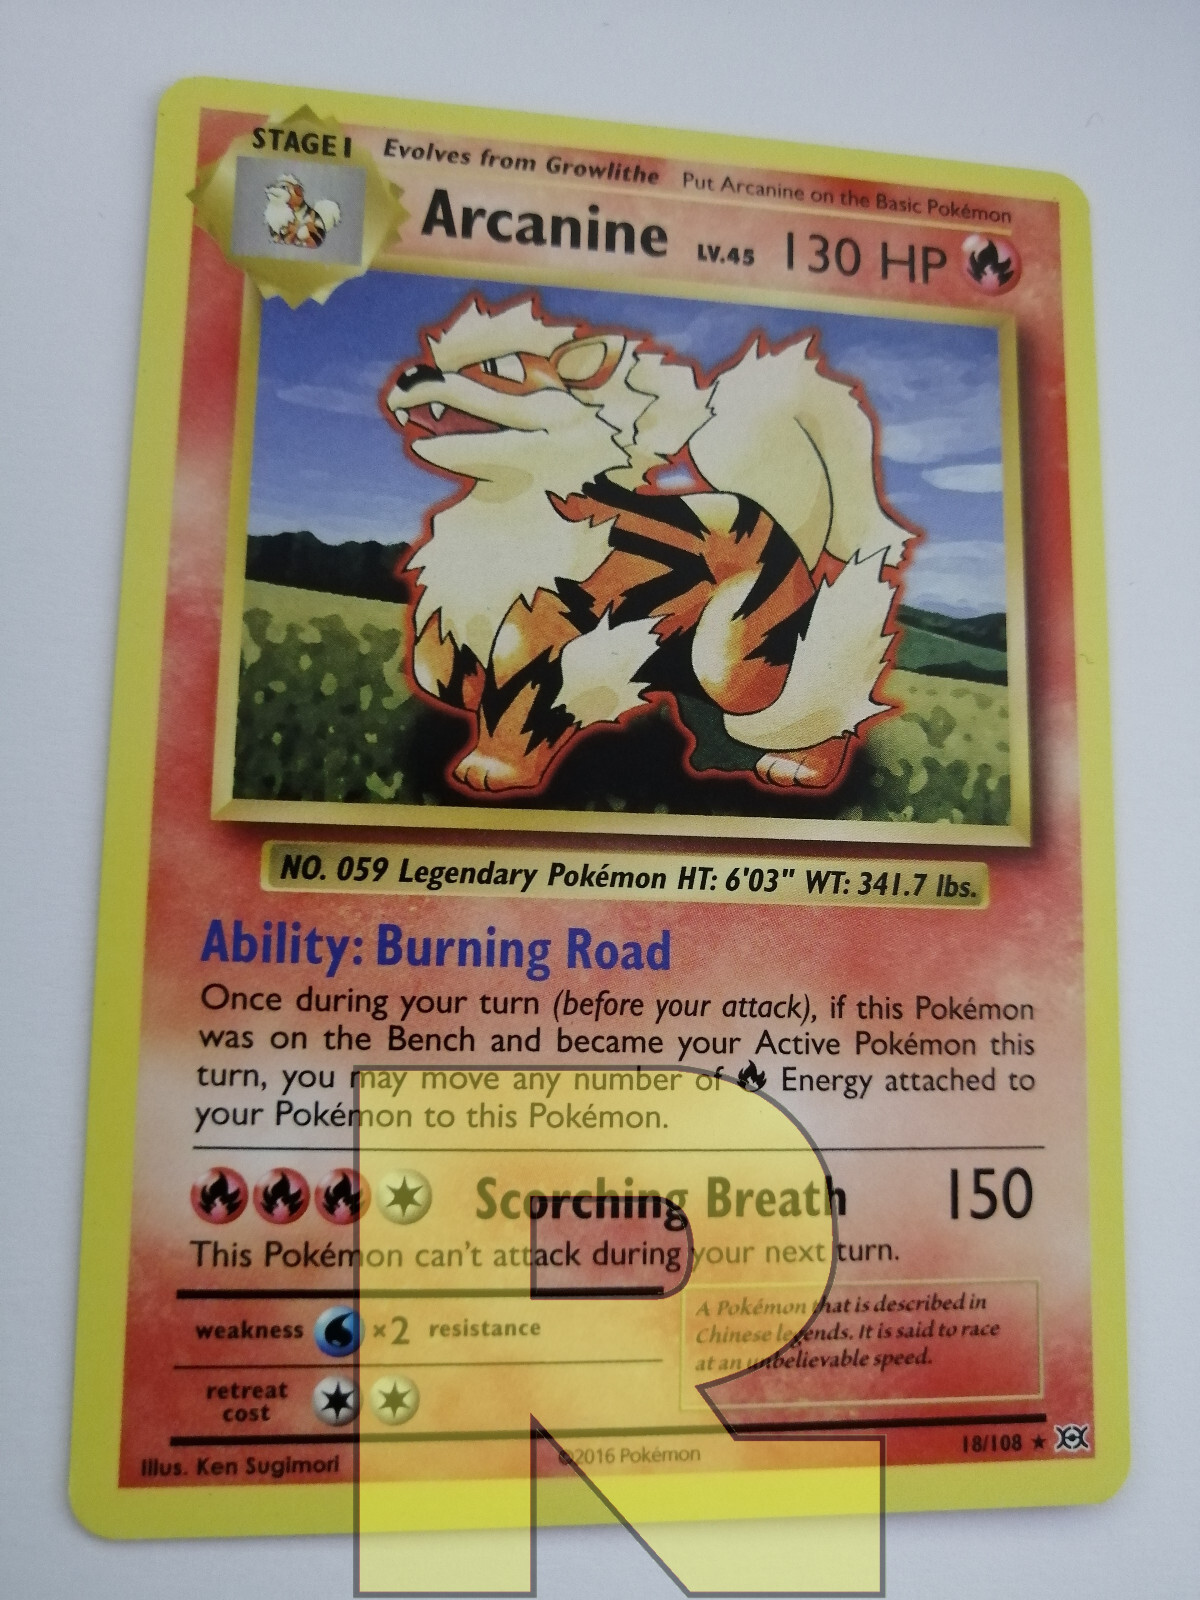 STAGE 1 Evolves from Growlithe Put Arcanine on the Basic Pokémon
Arcanine LV.45 130 HP
NO. 059 Legendary Pokémon HT: 6'03" WT: 341.7 lbs.
Ability: Burning Road
Once during your turn (before your attack), if this Pokémon
was on the Bench and became your Active Pokémon this
turn, you may move any number of Energy attached to
your Pokémon to this Pokémon.
Scorching Breath 150
This Pokémon can't attack during your next turn.
weakness ×2 resistance
A Pokémon that is described in
Chinese legends. It is said to race
at an unbelievable speed.
retreat
cost
18/108
Illus. Ken Sugimori ©2016 Pokémon
R